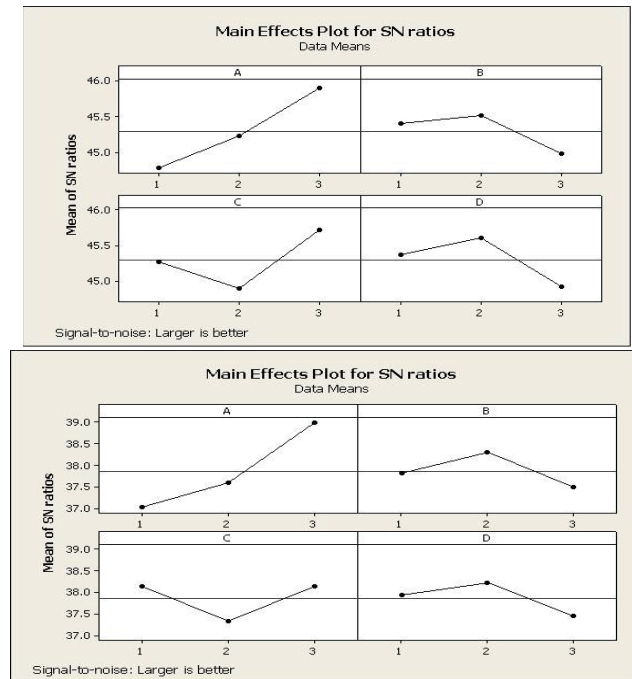 Main Effects Plot for SN ratios
Data Means
A B
46.0
45.5
45.0
1 2 3 1 2 3
C D
46.0
45.5
45.0
1 2 3 1 2 3
Mean of SN ratios
Signal-to-noise: Larger is better
Main Effects Plot for SN ratios
Data Means
A B
39.0
38.5
38.0
37.5
37.0
1 2 3 1 2 3
C D
39.0
38.5
38.0
37.5
37.0
1 2 3 1 2 3
Mean of SN ratios
Signal-to-noise: Larger is better